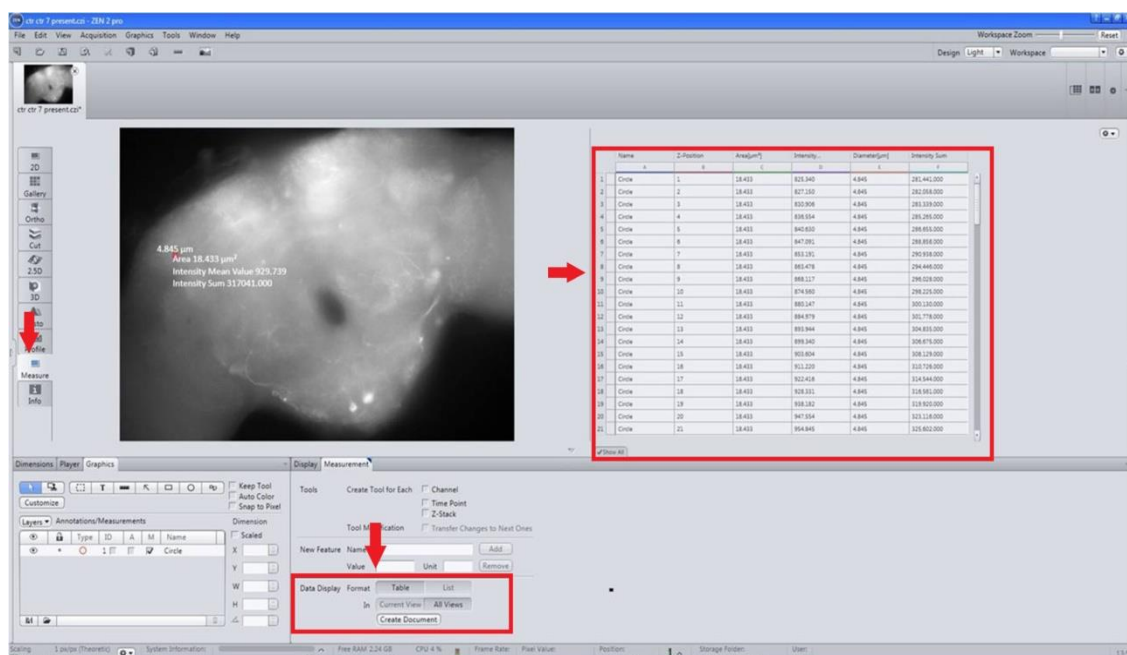 ctr ctr 7 present.czi - ZEN 2 pro
File Edit View Acquisition Graphics Tools Window Help
Workspace Zoom Reset
Design Light Workspace
ctr ctr 7 present.czi*
2D
Gallery
Ortho
Cut
2.5D
3D
Profile
Measure
Info
4.845 µm
Area 18.433 µm²
Intensity Mean Value 929.739
Intensity Sum 317041.000
Name Z-Position Area[µm²] Intensity... Diameter[µm] Intensity Sum
A B C D E F
1 Circle 1 18.433 825.340 4.845 281,441.000
2 Circle 2 18.433 827.150 4.845 282,058.000
3 Circle 3 18.433 830.906 4.845 283,339.000
4 Circle 4 18.433 836.554 4.845 285,265.000
5 Circle 5 18.433 840.630 4.845 286,655.000
6 Circle 6 18.433 847.091 4.845 288,858.000
7 Circle 7 18.433 853.191 4.845 290,938.000
8 Circle 8 18.433 863.478 4.845 294,446.000
9 Circle 9 18.433 868.117 4.845 296,028.000
10 Circle 10 18.433 874.560 4.845 298,225.000
11 Circle 11 18.433 880.147 4.845 300,130.000
12 Circle 12 18.433 884.979 4.845 301,778.000
13 Circle 13 18.433 893.944 4.845 304,835.000
14 Circle 14 18.433 899.340 4.845 306,675.000
15 Circle 15 18.433 903.604 4.845 308,129.000
16 Circle 16 18.433 911.220 4.845 310,726.000
17 Circle 17 18.433 922.416 4.845 314,544.000
18 Circle 18 18.433 928.331 4.845 316,561.000
19 Circle 19 18.433 938.182 4.845 319,920.000
20 Circle 20 18.433 947.554 4.845 323,116.000
21 Circle 21 18.433 954.845 4.845 325,602.000
Show All
Dimensions Player Graphics
Keep Tool
Auto Color
Snap to Pixel
Customize
Layers Annotations/Measurements Dimension
Type ID A M Name Scaled
1 Circle X
Y
W
H
Display Measurement
Tools Create Tool for Each Channel
Time Point
Z-Stack
Transfer Changes to Next Ones
New Feature Name Add
Value Unit Remove
Data Display Format Table List
In Current View All Views
Create Document
Scaling: 1 px/px (Theoretic) System Information: Free RAM 2,24 GB CPU 4 % Frame Rate: Pixel Value: Position: Storage Folder: User: